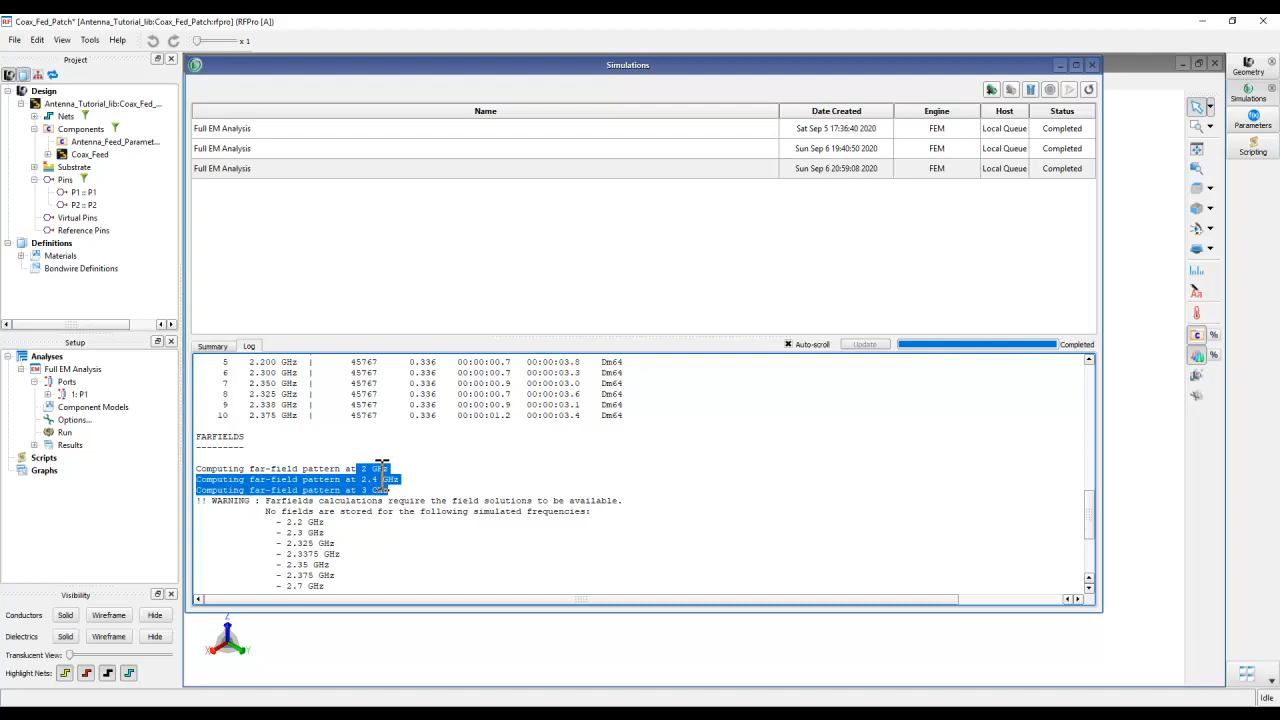 Coax_Fed_Patch* [Antenna_Tutorial_lib:Coax_Fed_Patch:rfpro] (RFPro [A])
File Edit View Tools Help x 1
Project
Design
Antenna_Tutorial_lib:Coax_Fed_...
Nets
Components
Antenna_Feed_Paramet...
Coax_Feed
Substrate
Pins
P1 :: P1
P2 :: P2
Virtual Pins
Reference Pins
Definitions
Materials
Bondwire Definitions
Setup
Analyses
Full EM Analysis
Ports
1: P1
Component Models
Options...
Run
Results
Scripts
Graphs
Visibility
Conductors Solid Wireframe Hide
Dielectrics Solid Wireframe Hide
Translucent View:
Highlight Nets:
Simulations
Name Date Created Engine Host Status
Full EM Analysis Sat Sep 5 17:36:40 2020 FEM Local Queue Completed
Full EM Analysis Sun Sep 6 19:40:50 2020 FEM Local Queue Completed
Full EM Analysis Sun Sep 6 20:59:08 2020 FEM Local Queue Completed
Summary Log Auto-scroll Update Completed
5 2.200 GHz | 45767 0.336 00:00:00.7 00:00:03.8 Dm64
6 2.300 GHz | 45767 0.336 00:00:00.7 00:00:03.3 Dm64
7 2.350 GHz | 45767 0.336 00:00:00.9 00:00:03.0 Dm64
8 2.325 GHz | 45767 0.336 00:00:00.7 00:00:03.6 Dm64
9 2.338 GHz | 45767 0.336 00:00:00.9 00:00:03.1 Dm64
10 2.375 GHz | 45767 0.336 00:00:01.2 00:00:03.4 Dm64
FARFIELDS
---------
Computing far-field pattern at 2 GHz
Computing far-field pattern at 2.4 GHz
Computing far-field pattern at 3 GHz
!! WARNING : Farfields calculations require the field solutions to be available.
No fields are stored for the following simulated frequencies:
- 2.2 GHz
- 2.3 GHz
- 2.325 GHz
- 2.3375 GHz
- 2.35 GHz
- 2.375 GHz
- 2.7 GHz
Z
X
Y
Geometry
Simulations
Parameters
Scripting
Idle